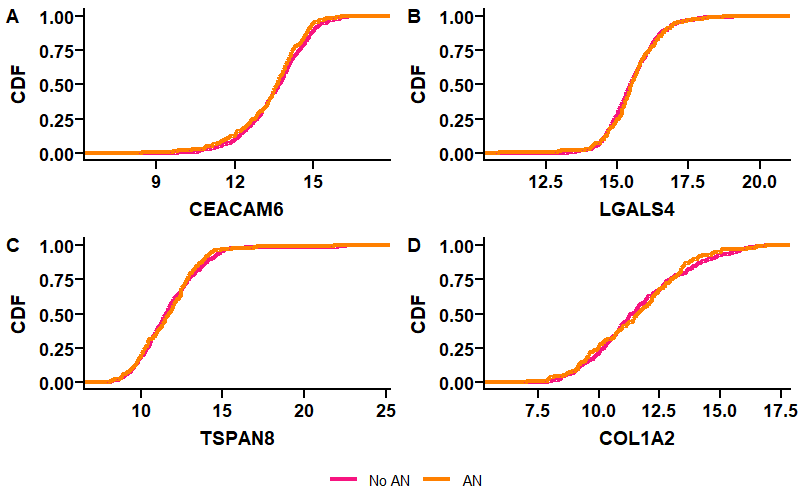 A
CDF
1.00
0.75
0.50
0.25
0.00
9
12
15
CEACAM6
B
CDF
1.00
0.75
0.50
0.25
0.00
12.5
15.0
17.5
20.0
LGALS4
C
CDF
1.00
0.75
0.50
0.25
0.00
10
15
20
25
TSPAN8
D
CDF
1.00
0.75
0.50
0.25
0.00
7.5
10.0
12.5
15.0
17.5
COL1A2
No AN
AN